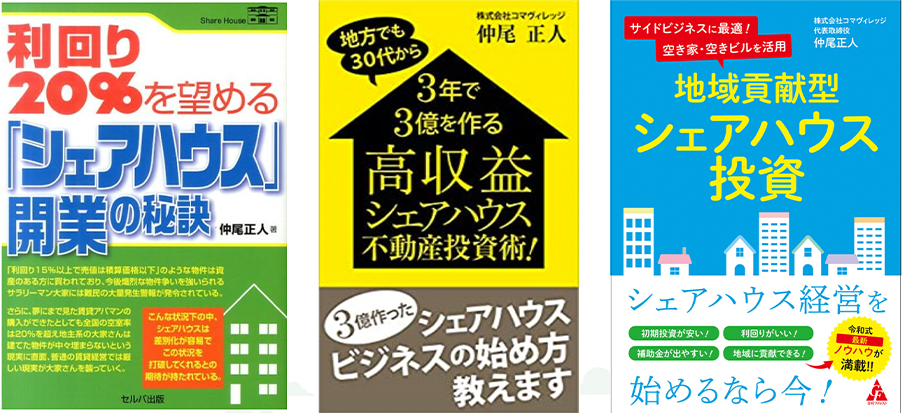 Share House
利回り
20%を望める
「シェアハウス」
開業の秘訣
仲尾正人 著
「利回り15%以上で売値は積算価格以下」のような物件は資
産のある方に買われており、今後熾烈な物件争いを強いられる
サラリーマン大家には難民の大量発生警報が発令されている。
さらに、夢にまで見た賃貸アパマンの
購入ができたとしても全国の空室率
は20%を超え地主系の大家さんは
建てた物件が中々埋まらないという
現実に直面、普通の賃貸経営では厳
しい現実が大家さんを襲っていく。
こんな状況下の中、
シェアハウスは
差別化が容易で
この状況を
打破してくれるとの
期待が持たれている。
セルバ出版
地方でも
30代から
株式会社コマヴィレッジ
仲尾 正人
3年で
3億を作る
高収益
シェアハウス
不動産投資術!
3億作った
シェアハウス
ビジネスの始め方
教えます
サイドビジネスに最適!
空き家・空きビルを活用
株式会社コマヴィレッジ
代表取締役
仲尾正人
地域貢献型
シェアハウス
投資
シェアハウス経営を
初期投資が安い!
利回りがいい!
補助金が出やすい!
地域に貢献できる!
令和式
最新
ノウハウが
満載!!
始めるなら今!